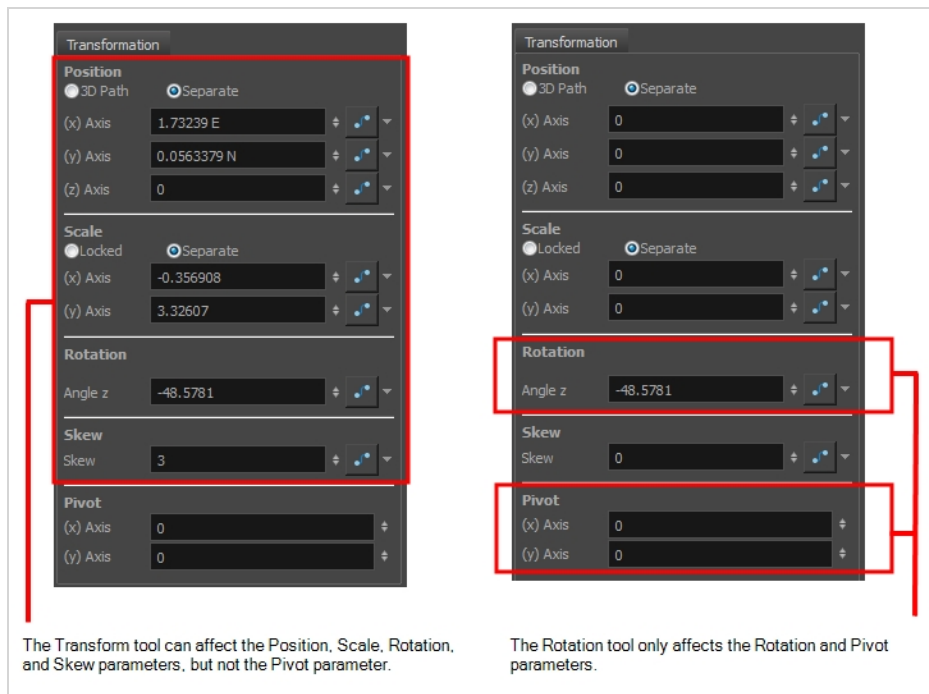 Transformation
Position
3D Path Separate
(x) Axis 1.73239 E
(y) Axis 0.0563379 N
(z) Axis 0
Scale
Locked Separate
(x) Axis -0.356908
(y) Axis 3.32607
Rotation
Angle z -48.5781
Skew
Skew 3
Pivot
(x) Axis 0
(y) Axis 0
The Transform tool can affect the Position, Scale, Rotation,
and Skew parameters, but not the Pivot parameter.
Transformation
Position
3D Path Separate
(x) Axis 0
(y) Axis 0
(z) Axis 0
Scale
Locked Separate
(x) Axis 0
(y) Axis 0
Rotation
Angle z -48.5781
Skew
Skew 0
Pivot
(x) Axis 0
(y) Axis 0
The Rotation tool only affects the Rotation and Pivot
parameters.